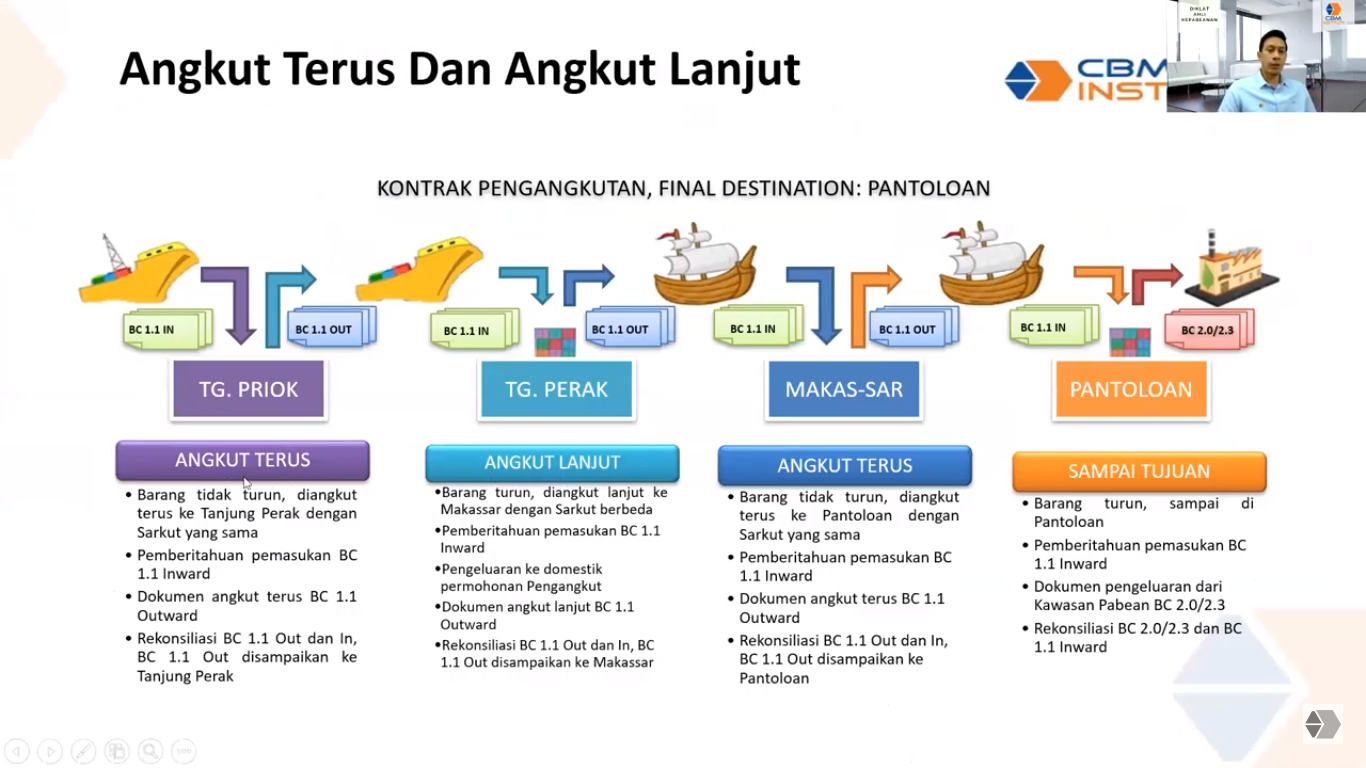 Angkut Terus Dan Angkut Lanjut
CBM
INST
DIKLAT
AHLI
KEPABEANAN
CBM
KONTRAK PENGANGKUTAN, FINAL DESTINATION: PANTOLOAN
BC 1.1 IN
BC 1.1 OUT
BC 1.1 IN
BC 1.1 OUT
BC 1.1 IN
BC 1.1 OUT
BC 1.1 IN
BC 2.0/2.3
TG. PRIOK
TG. PERAK
MAKAS-SAR
PANTOLOAN
ANGKUT TERUS
• Barang tidak turun, diangkut
terus ke Tanjung Perak dengan
Sarkut yang sama
• Pemberitahuan pemasukan BC
1.1 Inward
• Dokumen angkut terus BC 1.1
Outward
• Rekonsiliasi BC 1.1 Out dan In,
BC 1.1 Out disampaikan ke
Tanjung Perak
ANGKUT LANJUT
•Barang turun, diangkut lanjut ke
Makassar dengan Sarkut berbeda
•Pemberitahuan pemasukan BC 1.1
Inward
•Pengeluaran ke domestik
permohonan Pengangkut
•Dokumen angkut lanjut BC 1.1
Outward
•Rekonsiliasi BC 1.1 Out dan In, BC
1.1 Out disampaikan ke Makassar
ANGKUT TERUS
• Barang tidak turun, diangkut
terus ke Pantoloan dengan
Sarkut yang sama
• Pemberitahuan pemasukan BC
1.1 Inward
• Dokumen angkut terus BC 1.1
Outward
• Rekonsiliasi BC 1.1 Out dan In,
BC 1.1 Out disampaikan ke
Pantoloan
SAMPAI TUJUAN
• Barang turun, sampai di
Pantoloan
• Pemberitahuan pemasukan BC
1.1 Inward
• Dokumen pengeluaran dari
Kawasan Pabean BC 2.0/2.3
• Rekonsiliasi BC 2.0/2.3 dan BC
1.1 Inward